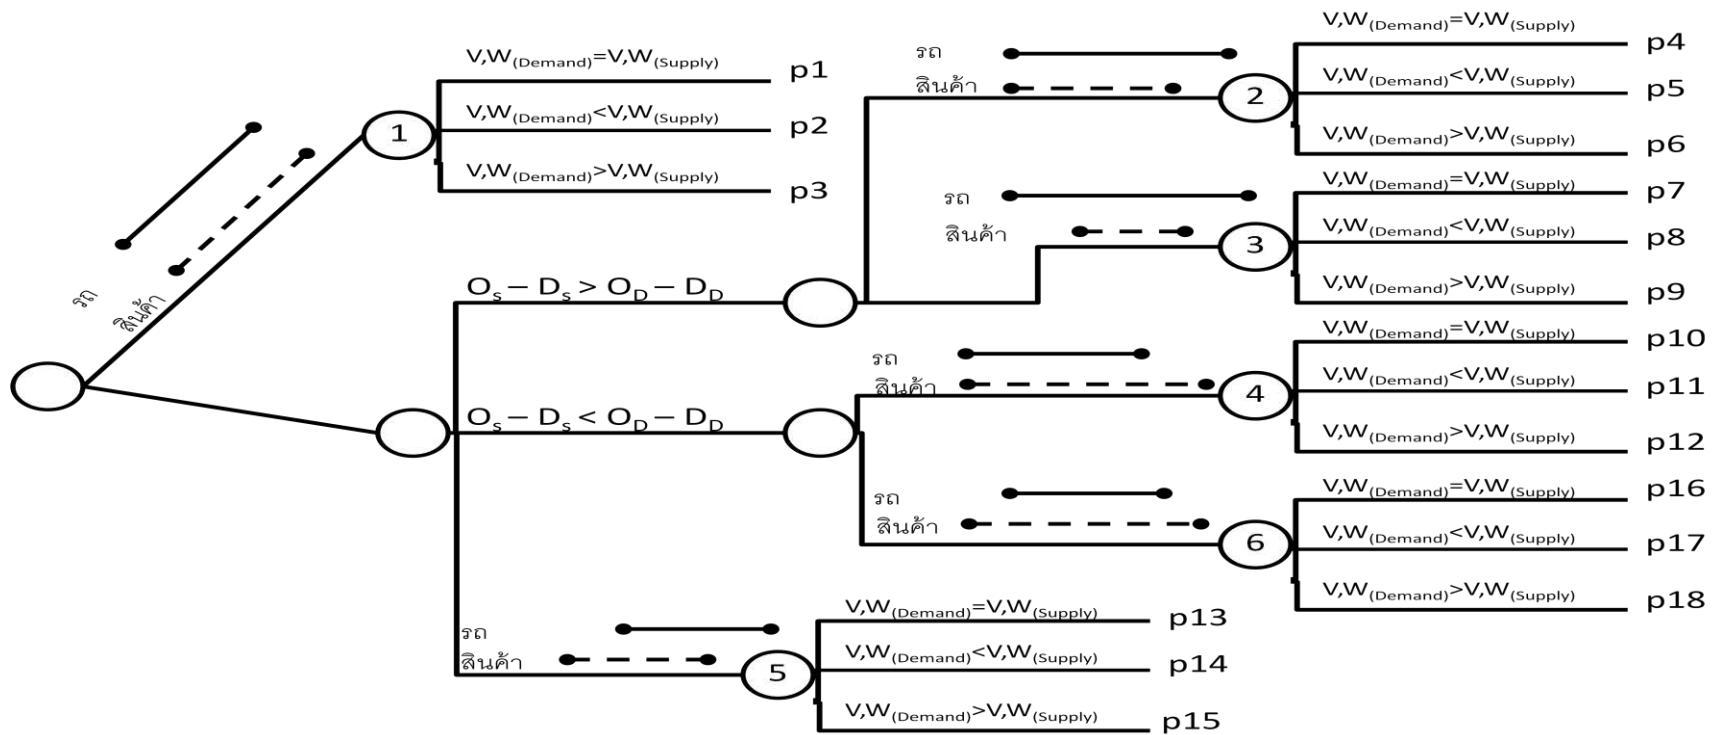 รถ
สินค้า
1
V,W(Demand)=V,W(Supply)
p1
V,W(Demand)<V,W(Supply)
p2
V,W(Demand)>V,W(Supply)
p3
Os – Ds > OD – DD
รถ
สินค้า
2
V,W(Demand)=V,W(Supply)
p4
V,W(Demand)<V,W(Supply)
p5
V,W(Demand)>V,W(Supply)
p6
รถ
สินค้า
3
V,W(Demand)=V,W(Supply)
p7
V,W(Demand)<V,W(Supply)
p8
V,W(Demand)>V,W(Supply)
p9
Os – Ds < OD – DD
รถ
สินค้า
4
V,W(Demand)=V,W(Supply)
p10
V,W(Demand)<V,W(Supply)
p11
V,W(Demand)>V,W(Supply)
p12
รถ
สินค้า
6
V,W(Demand)=V,W(Supply)
p16
V,W(Demand)<V,W(Supply)
p17
V,W(Demand)>V,W(Supply)
p18
รถ
สินค้า
5
V,W(Demand)=V,W(Supply)
p13
V,W(Demand)<V,W(Supply)
p14
V,W(Demand)>V,W(Supply)
p15